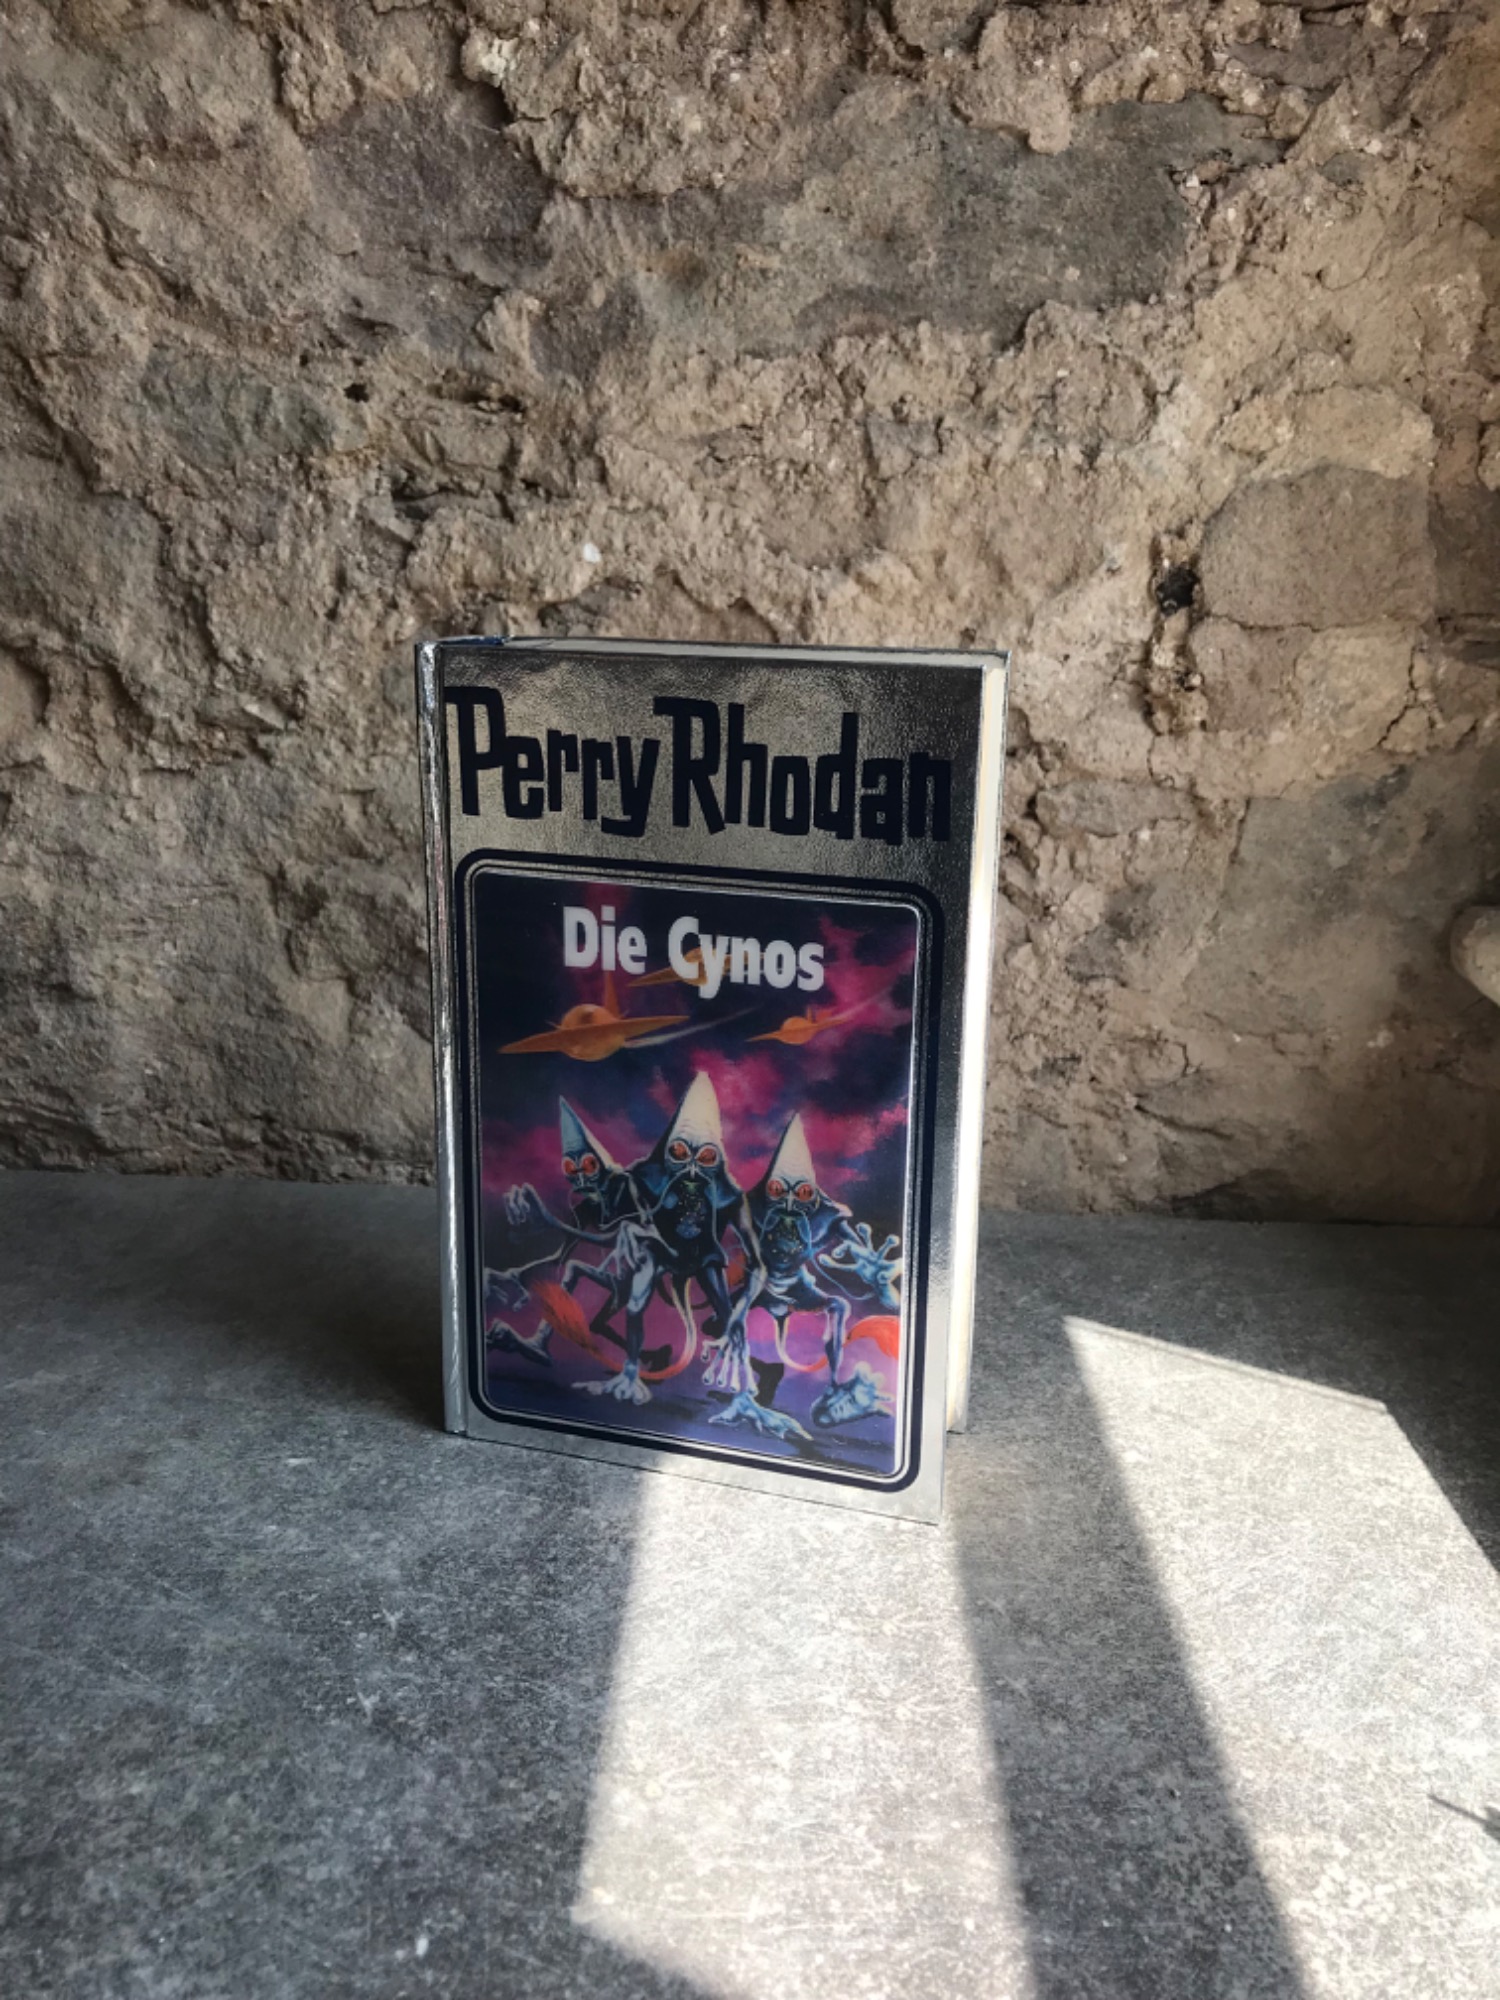 Perry Rhodan
Die Cynos